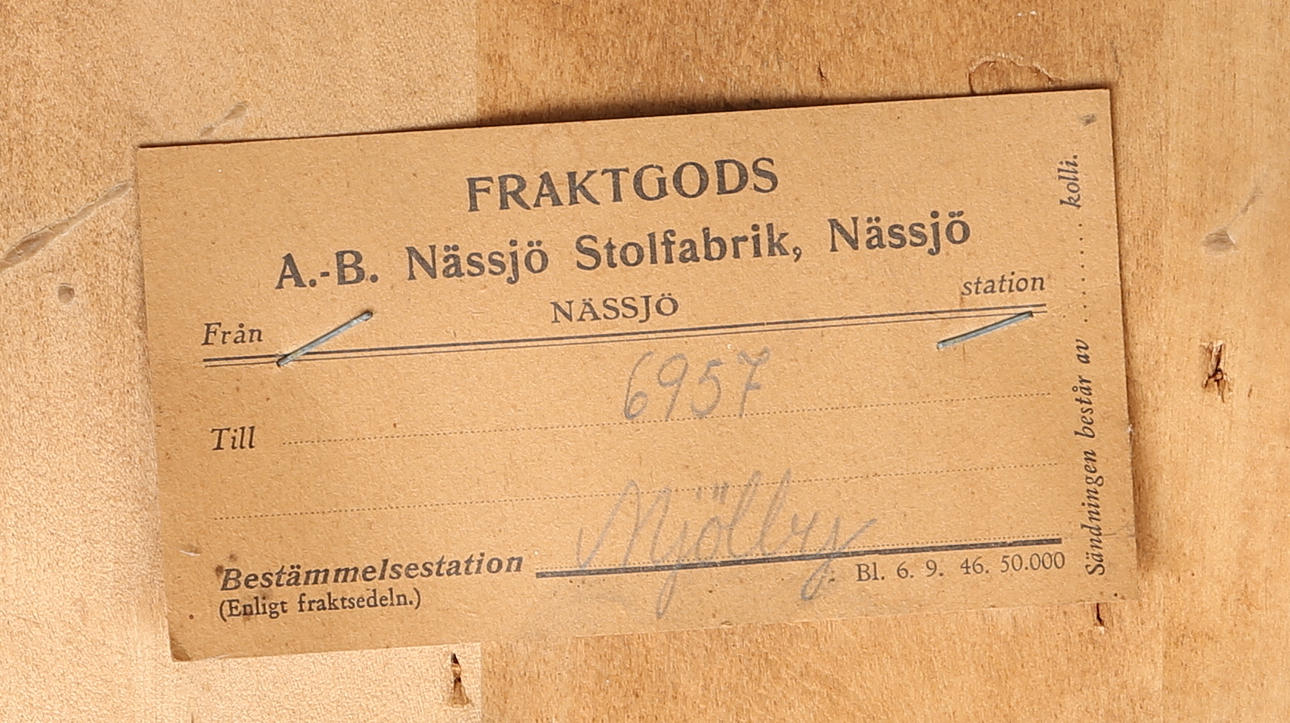 FRAKTGODS
A.-B. Nässjö Stolfabrik, Nässjö
Från NÄSSJÖ station
Till 6957
Bestämmelsestation Mjölby
(Enligt fraktsedeln.)
Bl. 6. 9. 46. 50.000
Sändningen består av ........ kolli.